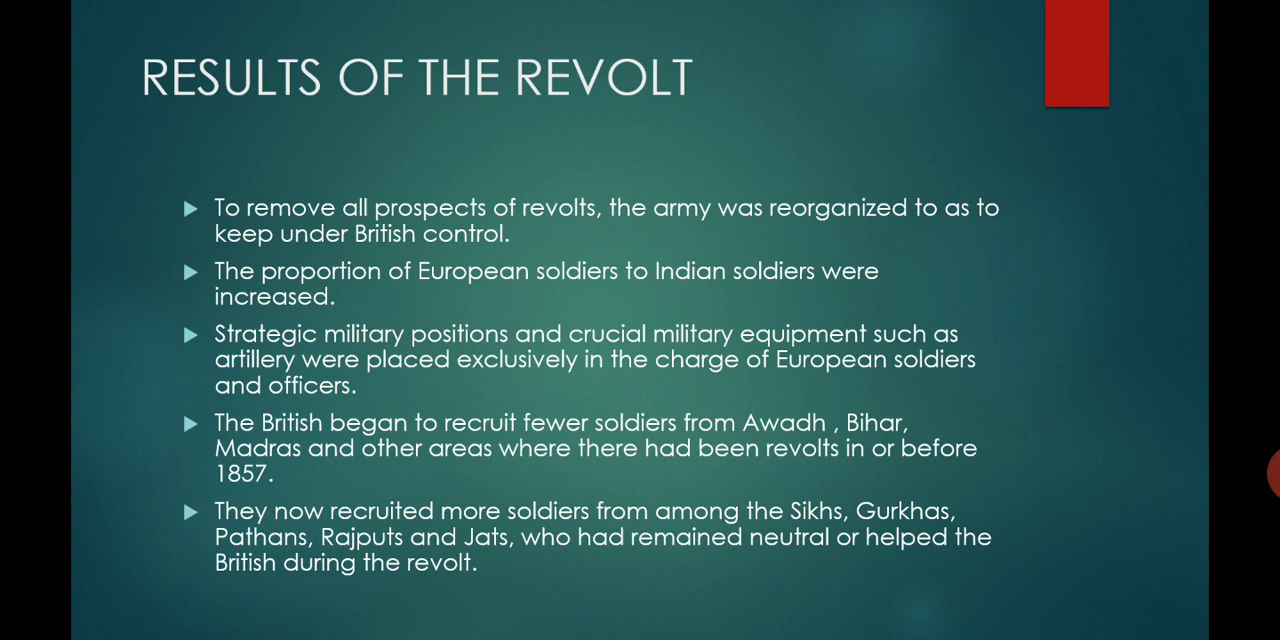 RESULTS OF THE REVOLT
To remove all prospects of revolts, the army was reorganized to as to
keep under British control.
The proportion of European soldiers to Indian soldiers were
increased.
Strategic military positions and crucial military equipment such as
artillery were placed exclusively in the charge of European soldiers
and officers.
The British began to recruit fewer soldiers from Awadh , Bihar,
Madras and other areas where there had been revolts in or before
1857.
They now recruited more soldiers from among the Sikhs, Gurkhas,
Pathans, Rajputs and Jats, who had remained neutral or helped the
British during the revolt.